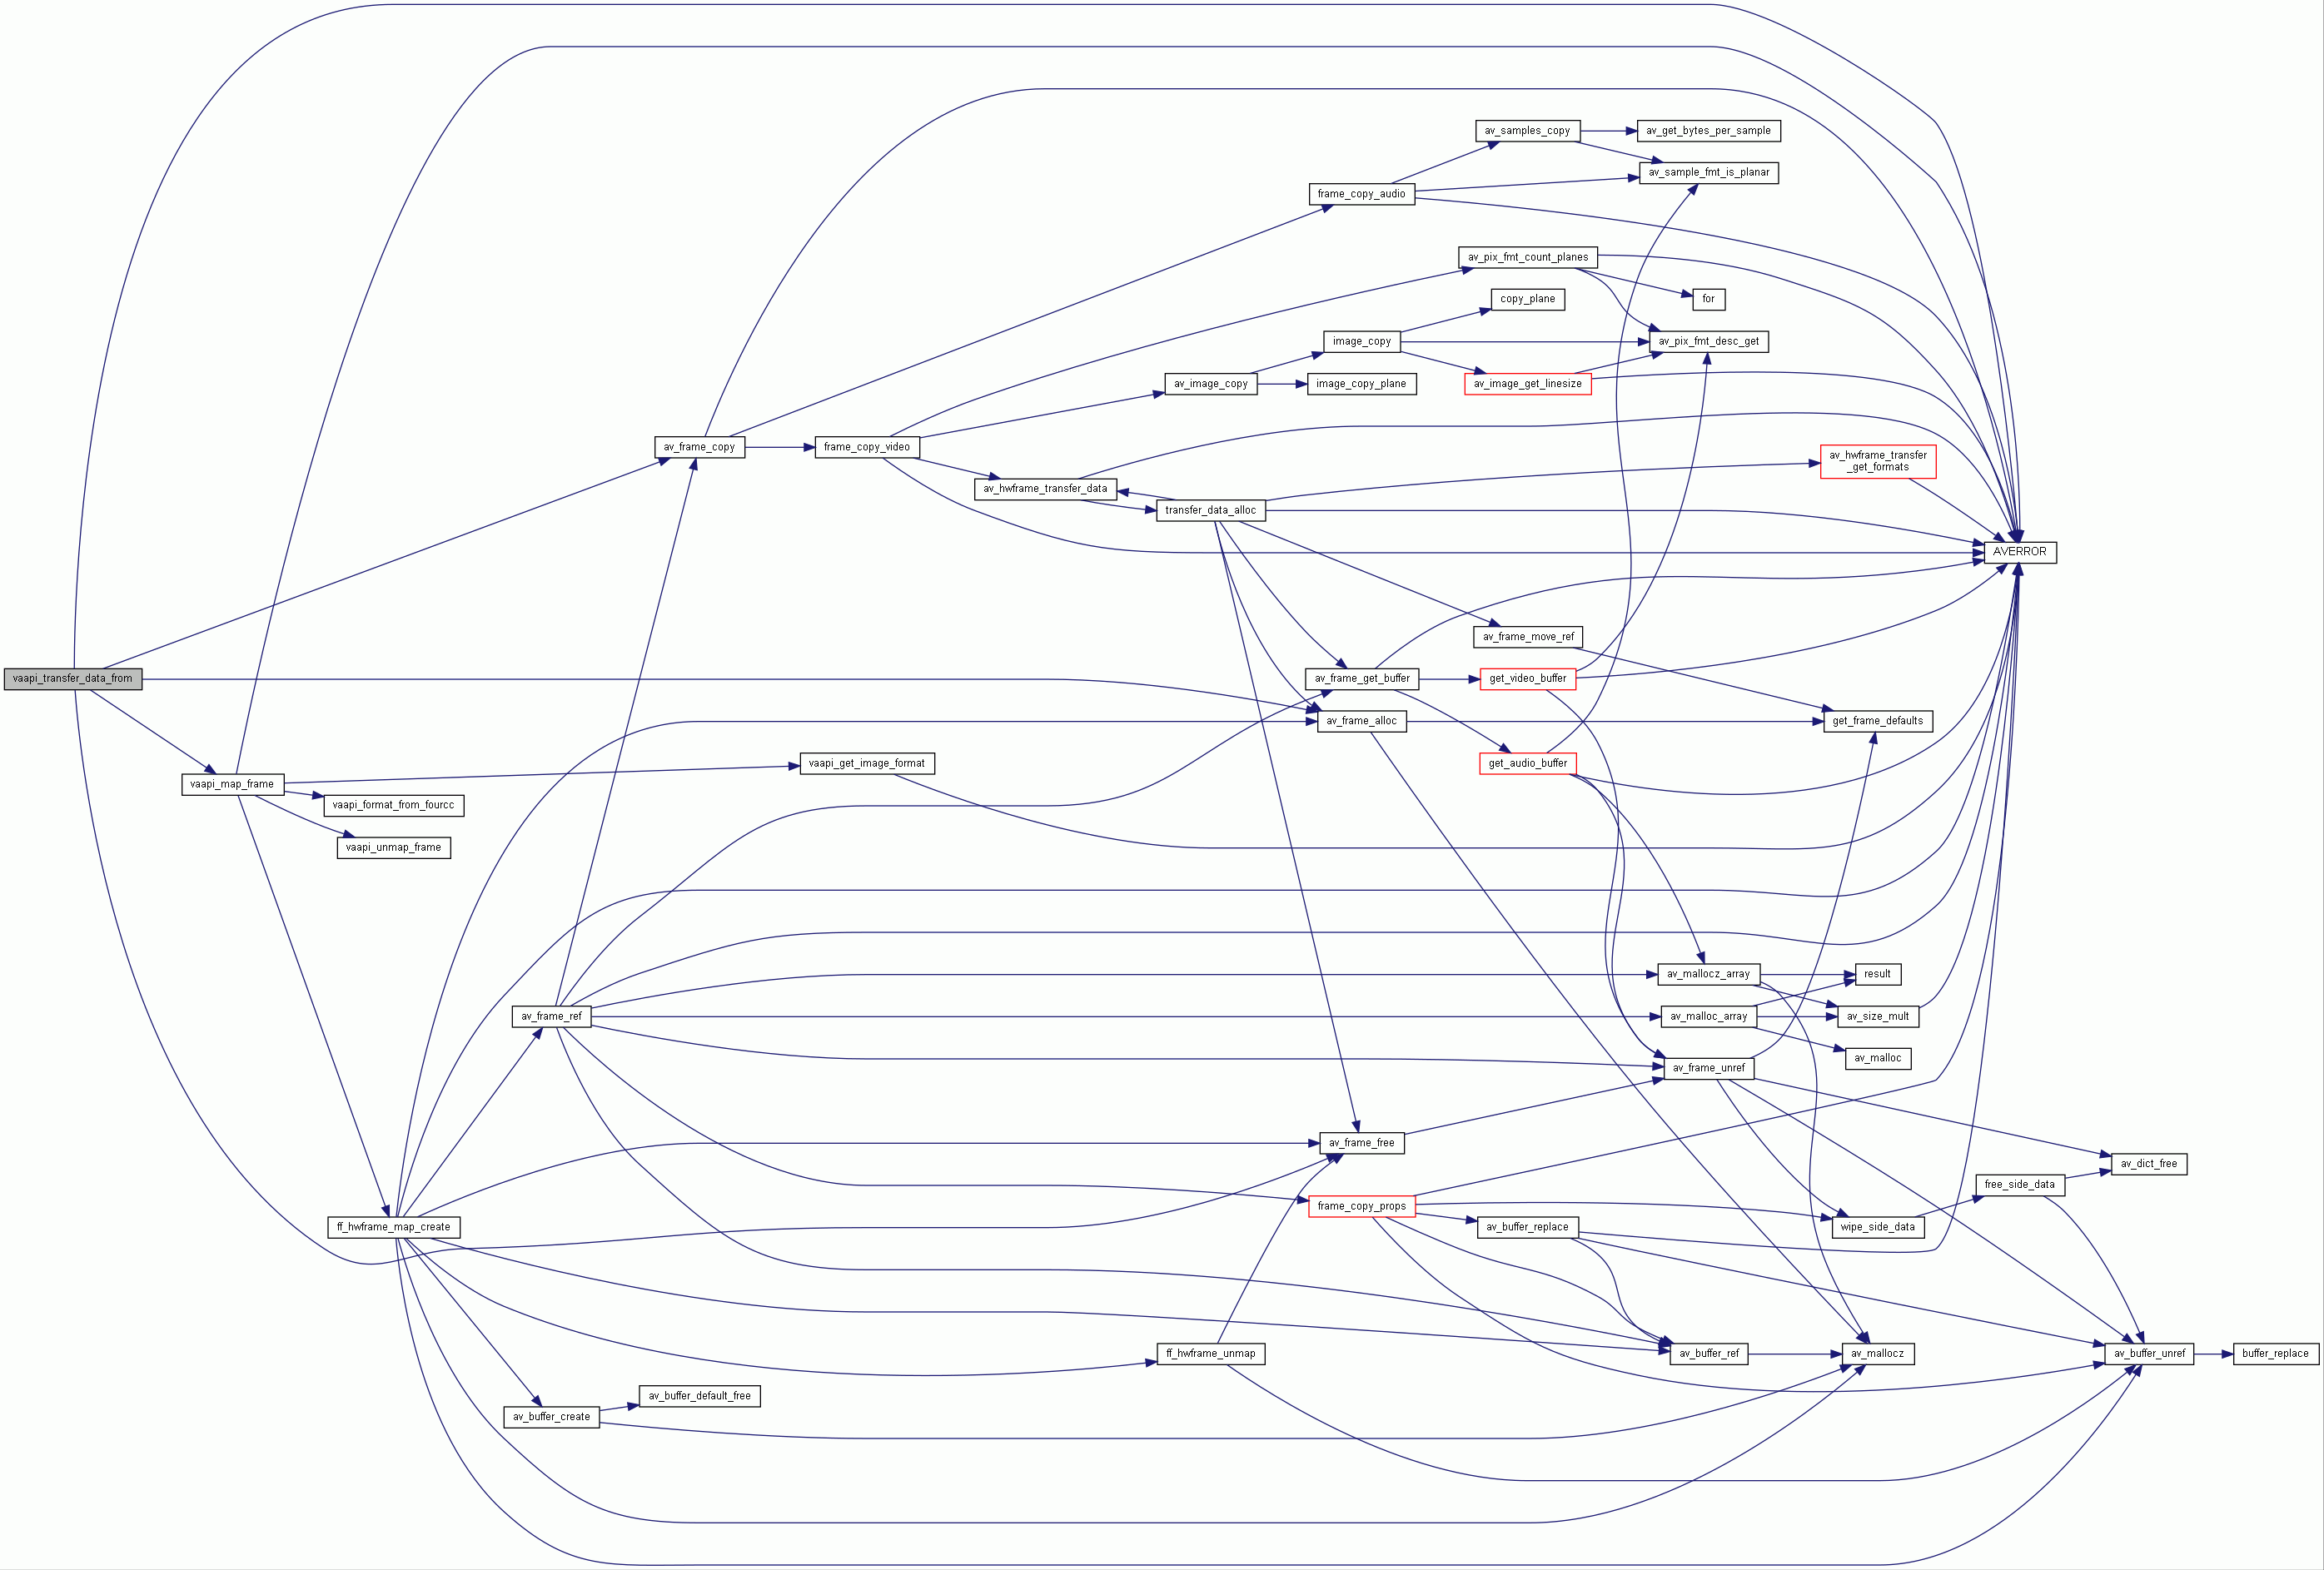 av_samples_copy
av_get_bytes_per_sample
av_sample_fmt_is_planar
frame_copy_audio
av_pix_fmt_count_planes
copy_plane
for
image_copy
av_pix_fmt_desc_get
av_image_copy
image_copy_plane
av_image_get_linesize
av_frame_copy
frame_copy_video
av_hwframe_transfer
_get_formats
av_hwframe_transfer_data
transfer_data_alloc
AVERROR
av_frame_move_ref
vaapi_transfer_data_from
av_frame_get_buffer
get_video_buffer
av_frame_alloc
get_frame_defaults
vaapi_get_image_format
get_audio_buffer
vaapi_map_frame
vaapi_format_from_fourcc
vaapi_unmap_frame
av_mallocz_array
result
av_frame_ref
av_malloc_array
av_size_mult
av_malloc
av_frame_unref
av_frame_free
av_dict_free
free_side_data
frame_copy_props
ff_hwframe_map_create
av_buffer_replace
wipe_side_data
ff_hwframe_unmap
av_buffer_ref
av_mallocz
av_buffer_unref
buffer_replace
av_buffer_default_free
av_buffer_create